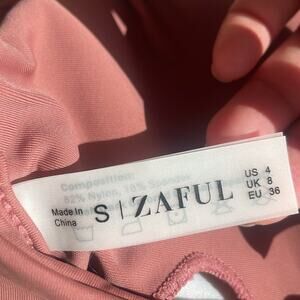 Composition:
82% Nylon, 18% Spandex
Made In
China
S | ZAFUL
US 4
UK 8
EU 36